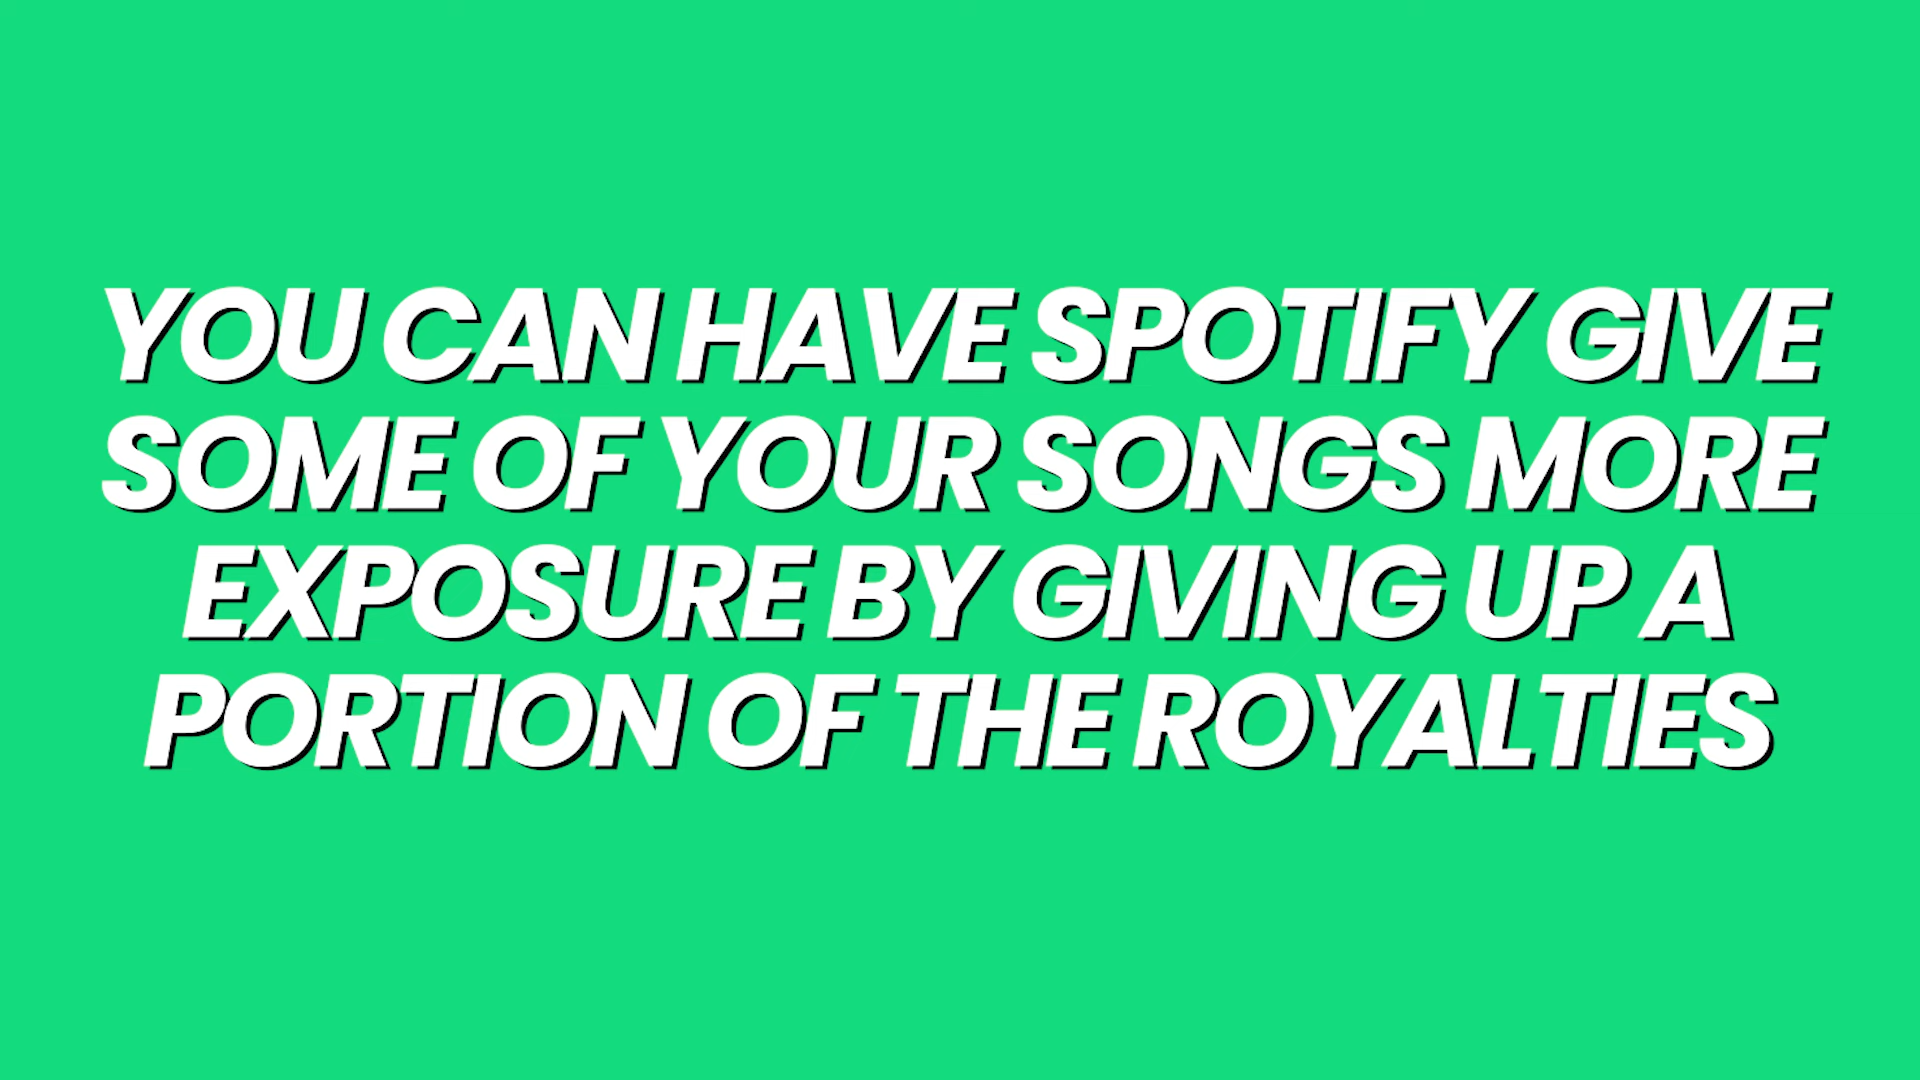 YOU CAN HAVE SPOTIFY GIVE
SOME OF YOUR SONGS MORE
EXPOSURE BY GIVING UP A
PORTION OF THE ROYALTIES